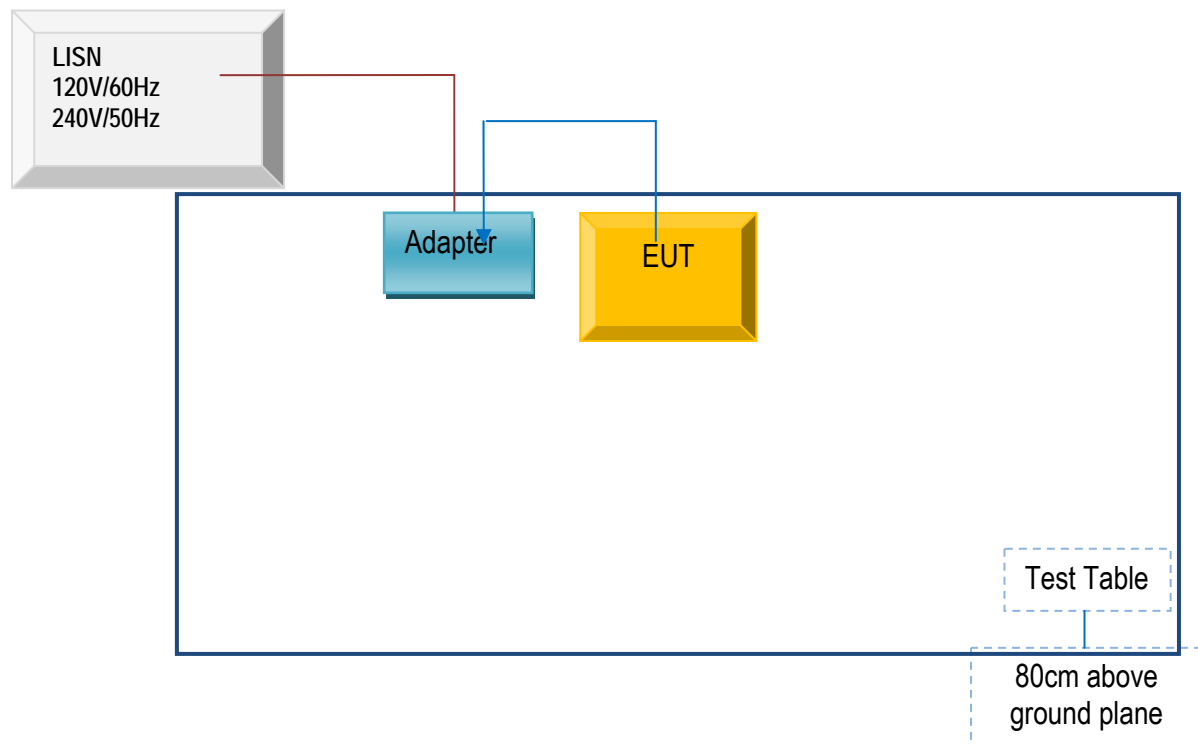 LISN
120V/60Hz
240V/50Hz
Adapter
EUT
Test Table
80cm above
ground plane